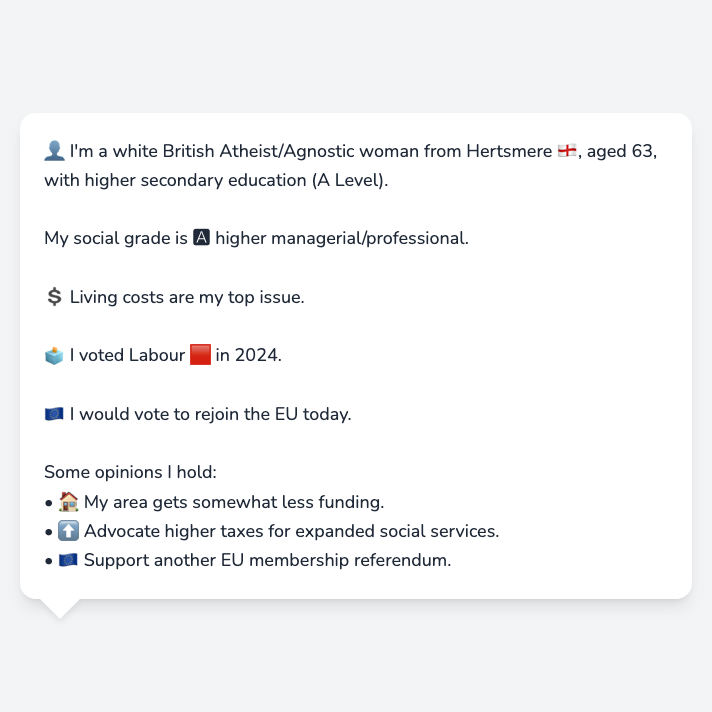 👤 I'm a white British Atheist/Agnostic woman from Hertsmere 🏴󠁧󠁢󠁥󠁮󠁧󠁿, aged 63,
with higher secondary education (A Level).
My social grade is 🅰 higher managerial/professional.
💲 Living costs are my top issue.
🗳️ I voted Labour 🟥 in 2024.
🇪🇺 I would vote to rejoin the EU today.
Some opinions I hold:
• 🏠 My area gets somewhat less funding.
• ⬆️ Advocate higher taxes for expanded social services.
• 🇪🇺 Support another EU membership referendum.